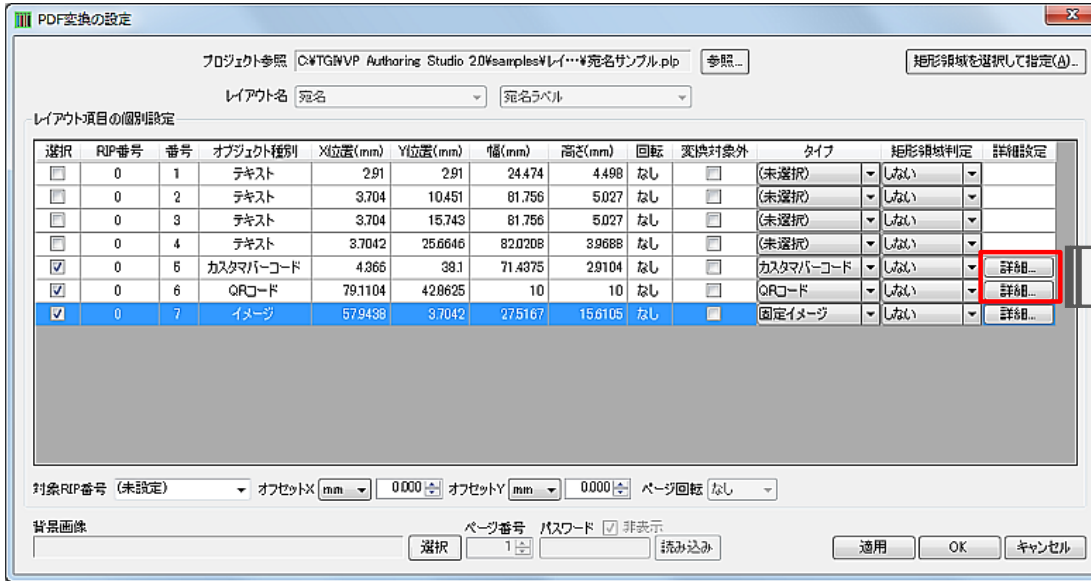 PDF変換の設定
プロジェクト参照 C:¥TGI¥VP Authoring Studio 2.0¥samples¥レイ…¥宛名サンプル.plp 参照... 矩形領域を選択して指定(A)...
レイアウト名 宛名 宛名ラベル
レイアウト項目の個別設定
選択 RIP番号 番号 オブジェクト種別 X位置(mm) Y位置(mm) 幅(mm) 高さ(mm) 回転 変換対象外 タイプ 矩形領域判定 詳細設定
0 1 テキスト 2.91 2.91 24.474 4.498 なし (未選択) しない
0 2 テキスト 3.704 10.451 81.756 5.027 なし (未選択) しない
0 3 テキスト 3.704 15.743 81.756 5.027 なし (未選択) しない
0 4 テキスト 3.7042 25.6646 82.0208 3.9688 なし (未選択) しない
0 5 カスタマバーコード 4.366 38.1 71.4375 2.9104 なし カスタマバーコード しない 詳細...
0 6 QRコード 79.1104 42.8625 10 10 なし QRコード しない 詳細...
0 7 イメージ 57.9438 3.7042 27.5167 15.6105 なし 固定イメージ しない 詳細...
対象RIP番号 (未設定) オフセットX mm 0.000 オフセットY mm 0.000 ページ回転 なし
背景画像 ページ番号 パスワード 非表示
選択 1 読み込み 適用 OK キャンセル